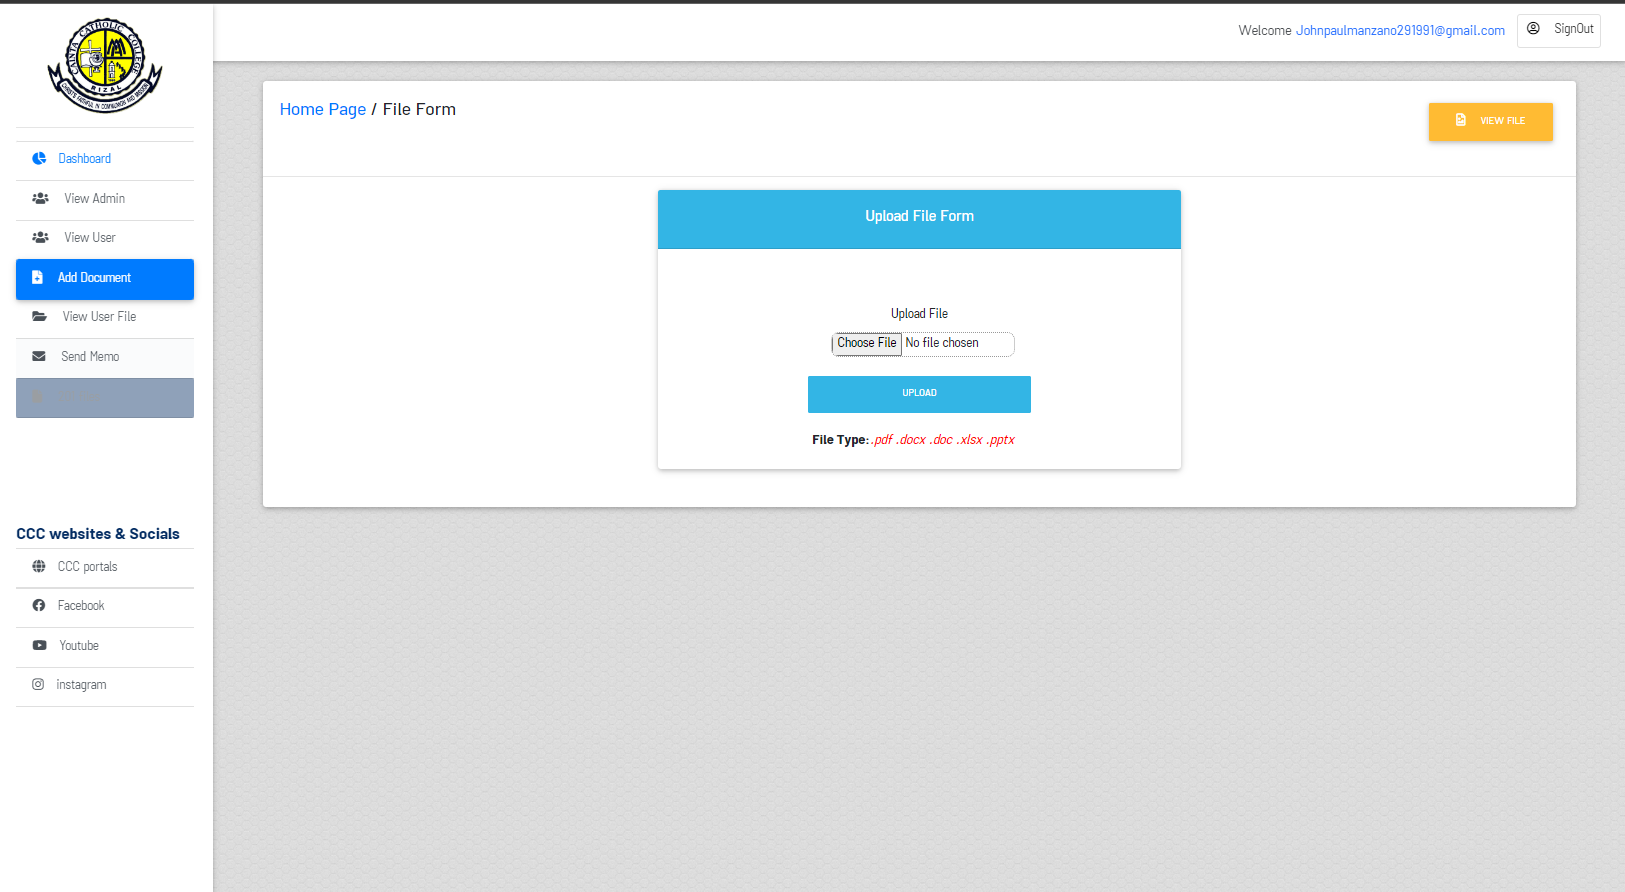 CAINTA CATHOLIC COLLEGE
RIZAL
Welcome Johnpaulmanzano291991@gmail.com
SignOut
Home Page / File Form
VIEW FILE
Dashboard
View Admin
View User
Add Document
View User File
Send Memo
Upload File Form
Upload File
Choose File No file chosen
UPLOAD
File Type: .pdf .docx .doc .xlsx .pptx
CCC websites & Socials
CCC portals
Facebook
Youtube
instagram